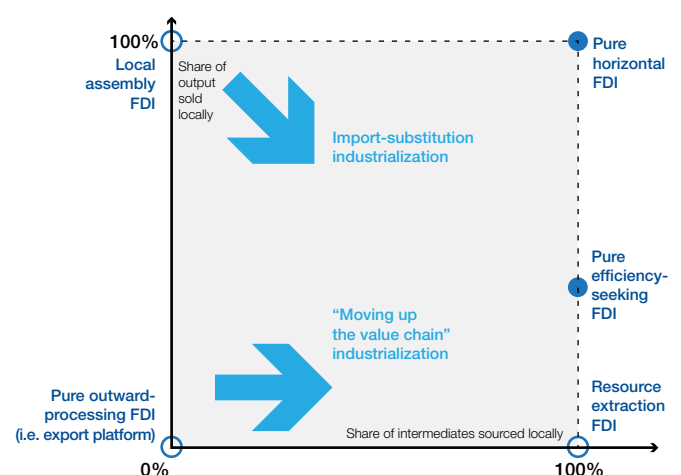 100%
Local
assembly
FDI
Share of
output
sold
locally
Pure
horizontal
FDI
Import-substitution
industrialization
Pure
efficiency-
seeking
FDI
“Moving up
the value chain”
industrialization
Pure outward-
processing FDI
(i.e. export platform)
Resource
extraction
FDI
Share of intermediates sourced locally
0%
100%